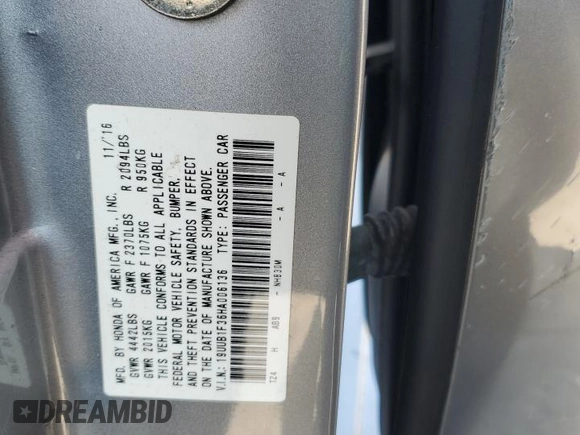 MFD. BY HONDA OF AMERICA MFG., INC. 11/'16
GVWR 4442LBS GAWR F 2370LBS R 2094LBS
GVWR 2015KG GAWR F 1075KG R 950KG
THIS VEHICLE CONFORMS TO ALL APPLICABLE
FEDERAL MOTOR VEHICLE SAFETY, BUMPER,
AND THEFT PREVENTION STANDARDS IN EFFECT
ON THE DATE OF MANUFACTURE SHOWN ABOVE.
V.I.N.: 19UUB1F36HA006136 TYPE: PASSENGER CAR
TZ4 H AB9 - NH830M - A - A
DREAMBID